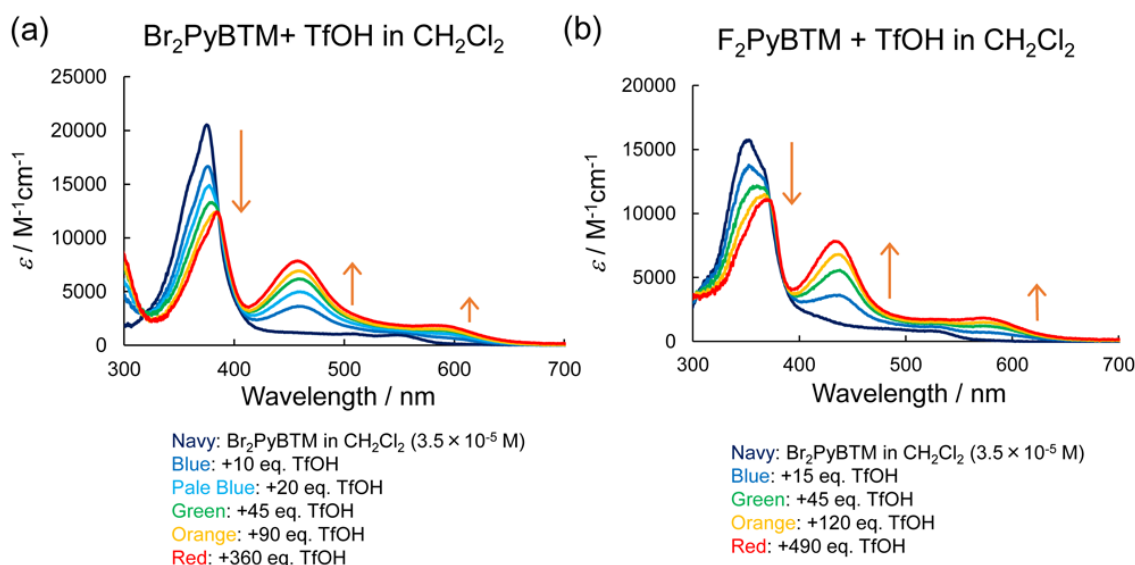 (a)
Br₂PyBTM+ TfOH in CH₂Cl₂
ε / M⁻¹cm⁻¹
25000
20000
15000
10000
5000
0
300
400
500
600
700
Wavelength / nm
Navy: Br₂PyBTM in CH₂Cl₂ (3.5 × 10⁻⁵ M)
Blue: +10 eq. TfOH
Pale Blue: +20 eq. TfOH
Green: +45 eq. TfOH
Orange: +90 eq. TfOH
Red: +360 eq. TfOH
(b)
F₂PyBTM + TfOH in CH₂Cl₂
ε / M⁻¹cm⁻¹
20000
15000
10000
5000
0
300
400
500
600
700
Wavelength / nm
Navy: Br₂PyBTM in CH₂Cl₂ (3.5 × 10⁻⁵ M)
Blue: +15 eq. TfOH
Green: +45 eq. TfOH
Orange: +120 eq. TfOH
Red: +490 eq. TfOH